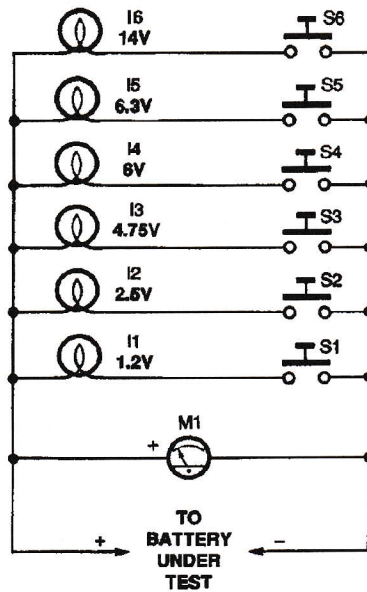 I6
14V
S6
I5
6.3V
S5
I4
6V
S4
I3
4.75V
S3
I2
2.5V
S2
I1
1.2V
S1
M1
+
TO
+ BATTERY −
UNDER
TEST